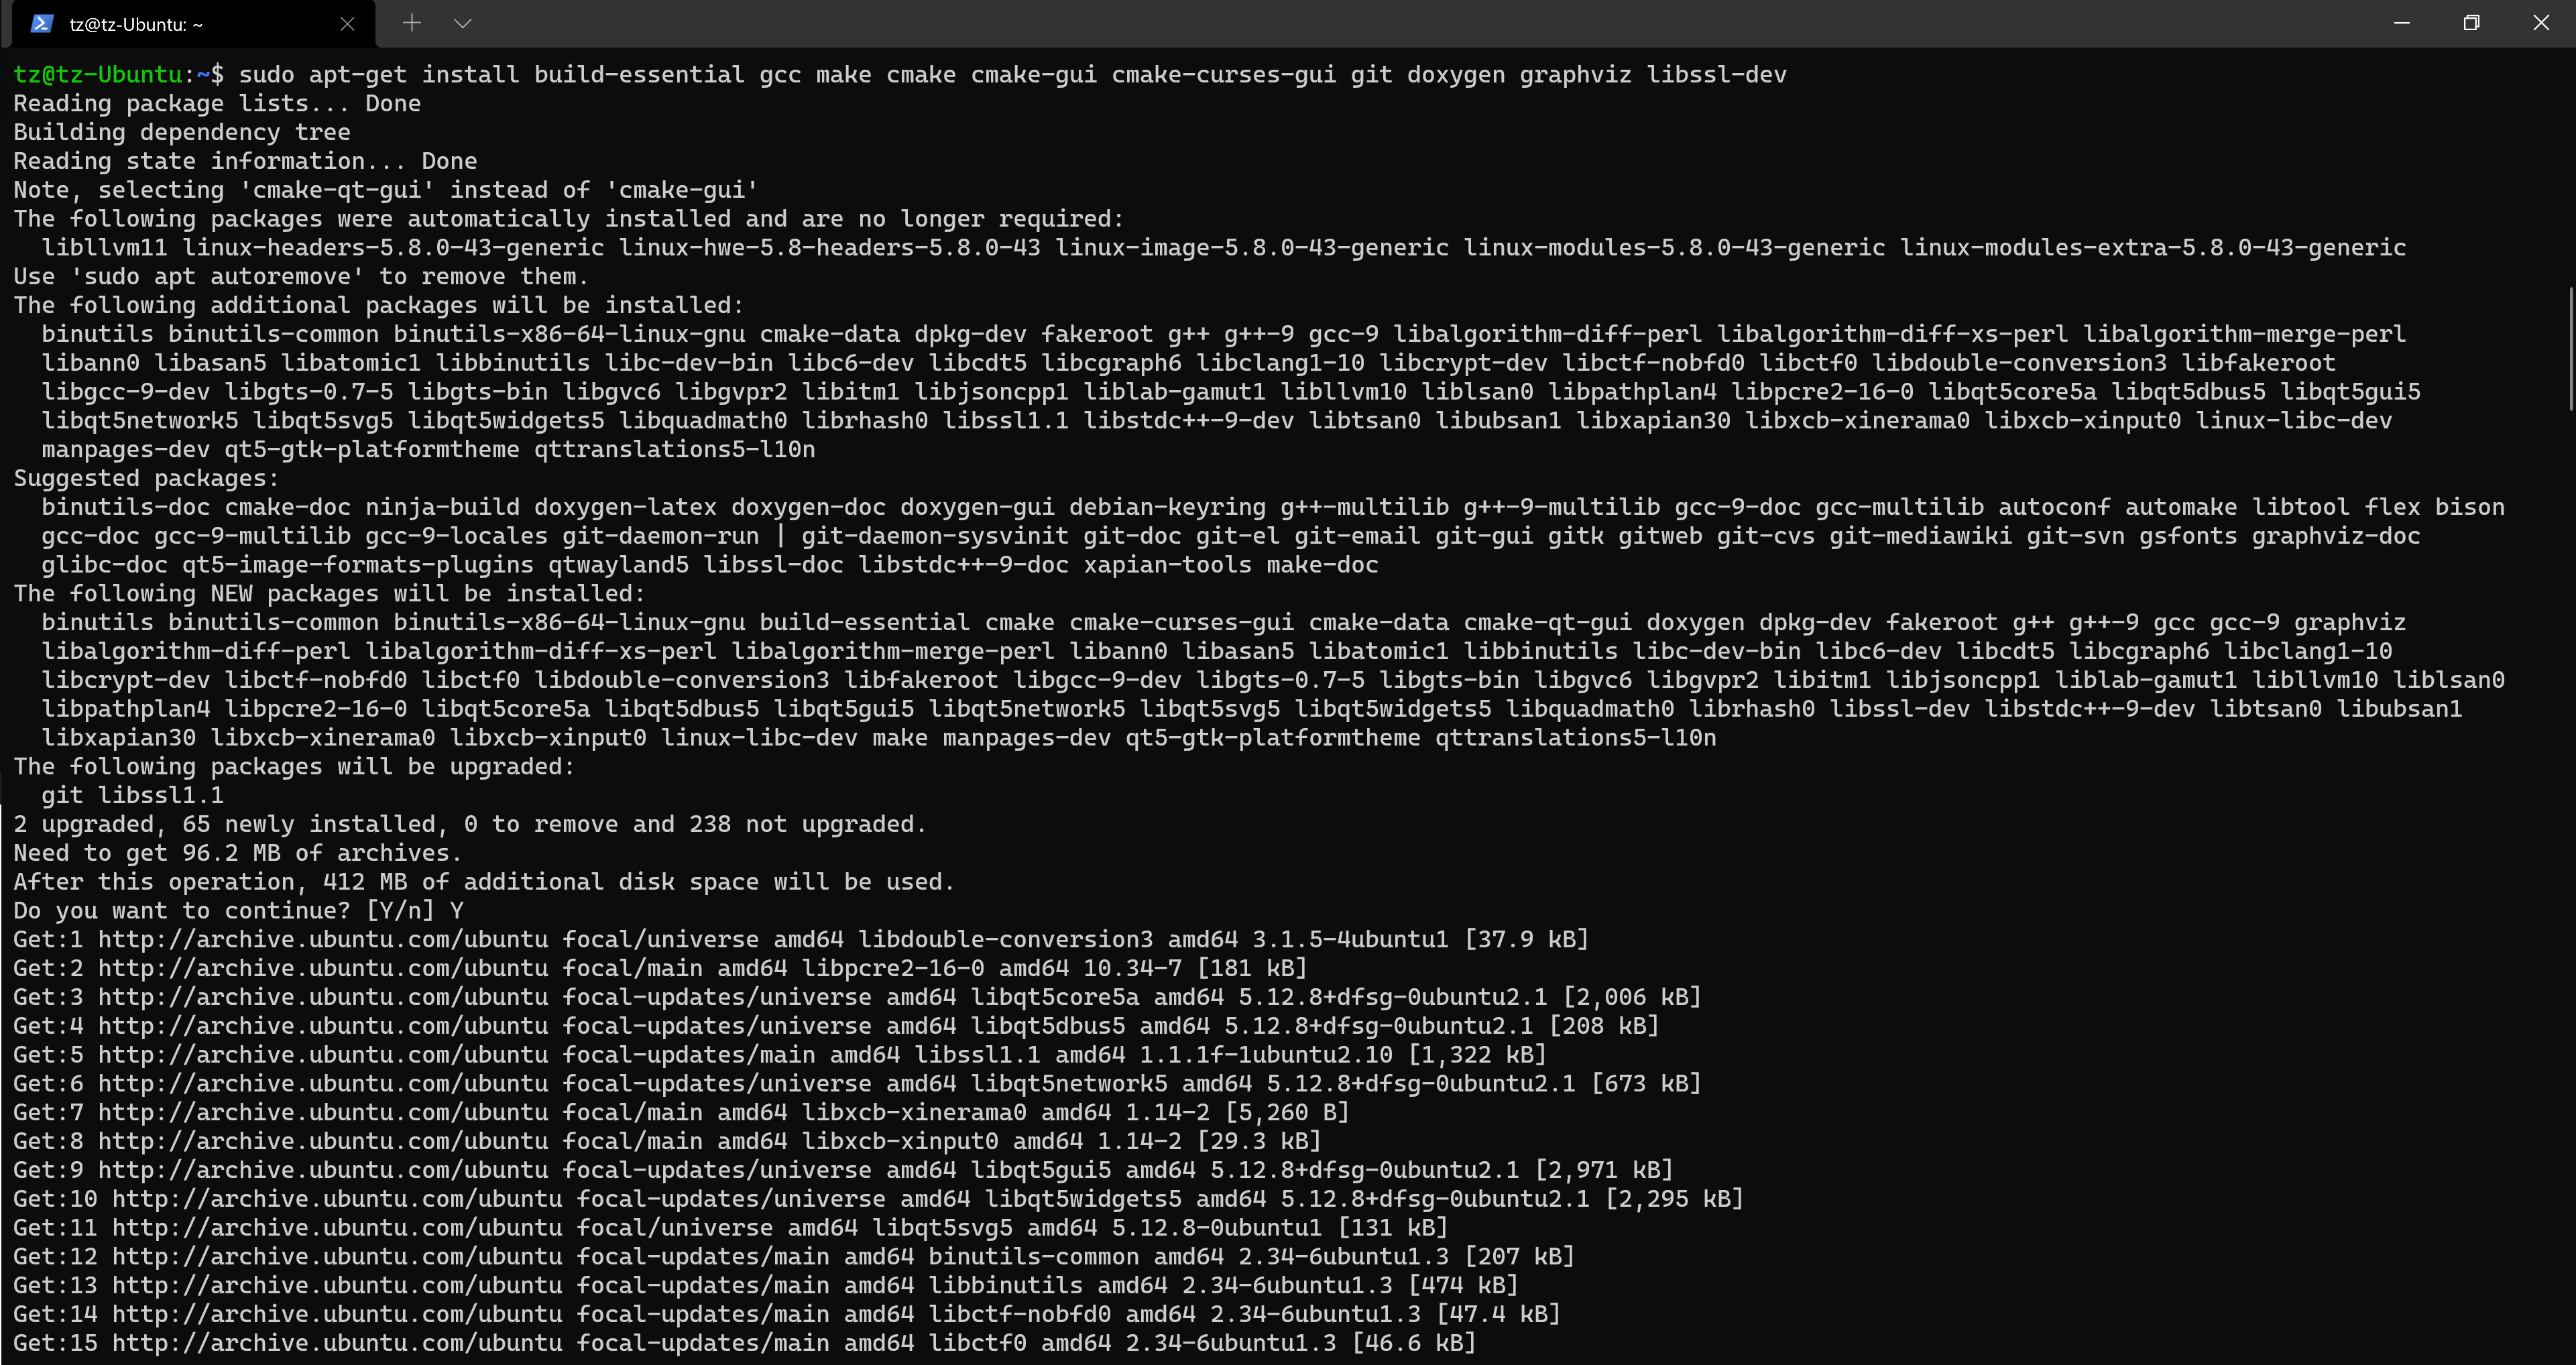 tz@tz-Ubuntu: ~
tz@tz-Ubuntu:~$ sudo apt-get install build-essential gcc make cmake cmake-gui cmake-curses-gui git doxygen graphviz libssl-dev
Reading package lists... Done
Building dependency tree
Reading state information... Done
Note, selecting 'cmake-qt-gui' instead of 'cmake-gui'
The following packages were automatically installed and are no longer required:
  libllvm11 linux-headers-5.8.0-43-generic linux-hwe-5.8-headers-5.8.0-43 linux-image-5.8.0-43-generic linux-modules-5.8.0-43-generic linux-modules-extra-5.8.0-43-generic
Use 'sudo apt autoremove' to remove them.
The following additional packages will be installed:
  binutils binutils-common binutils-x86-64-linux-gnu cmake-data dpkg-dev fakeroot g++ g++-9 gcc-9 libalgorithm-diff-perl libalgorithm-diff-xs-perl libalgorithm-merge-perl
  libann0 libasan5 libatomic1 libbinutils libc-dev-bin libc6-dev libcdt5 libcgraph6 libclang1-10 libcrypt-dev libctf-nobfd0 libctf0 libdouble-conversion3 libfakeroot
  libgcc-9-dev libgts-0.7-5 libgts-bin libgvc6 libgvpr2 libitm1 libjsoncpp1 liblab-gamut1 libllvm10 liblsan0 libpathplan4 libpcre2-16-0 libqt5core5a libqt5dbus5 libqt5gui5
  libqt5network5 libqt5svg5 libqt5widgets5 libquadmath0 librhash0 libssl1.1 libstdc++-9-dev libtsan0 libubsan1 libxapian30 libxcb-xinerama0 libxcb-xinput0 linux-libc-dev
  manpages-dev qt5-gtk-platformtheme qttranslations5-l10n
Suggested packages:
  binutils-doc cmake-doc ninja-build doxygen-latex doxygen-doc doxygen-gui debian-keyring g++-multilib g++-9-multilib gcc-9-doc gcc-multilib autoconf automake libtool flex bison
  gcc-doc gcc-9-multilib gcc-9-locales git-daemon-run | git-daemon-sysvinit git-doc git-el git-email git-gui gitk gitweb git-cvs git-mediawiki git-svn gsfonts graphviz-doc
  glibc-doc qt5-image-formats-plugins qtwayland5 libssl-doc libstdc++-9-doc xapian-tools make-doc
The following NEW packages will be installed:
  binutils binutils-common binutils-x86-64-linux-gnu build-essential cmake cmake-curses-gui cmake-data cmake-qt-gui doxygen dpkg-dev fakeroot g++ g++-9 gcc gcc-9 graphviz
  libalgorithm-diff-perl libalgorithm-diff-xs-perl libalgorithm-merge-perl libann0 libasan5 libatomic1 libbinutils libc-dev-bin libc6-dev libcdt5 libcgraph6 libclang1-10
  libcrypt-dev libctf-nobfd0 libctf0 libdouble-conversion3 libfakeroot libgcc-9-dev libgts-0.7-5 libgts-bin libgvc6 libgvpr2 libitm1 libjsoncpp1 liblab-gamut1 libllvm10 liblsan0
  libpathplan4 libpcre2-16-0 libqt5core5a libqt5dbus5 libqt5gui5 libqt5network5 libqt5svg5 libqt5widgets5 libquadmath0 librhash0 libssl-dev libstdc++-9-dev libtsan0 libubsan1
  libxapian30 libxcb-xinerama0 libxcb-xinput0 linux-libc-dev make manpages-dev qt5-gtk-platformtheme qttranslations5-l10n
The following packages will be upgraded:
  git libssl1.1
2 upgraded, 65 newly installed, 0 to remove and 238 not upgraded.
Need to get 96.2 MB of archives.
After this operation, 412 MB of additional disk space will be used.
Do you want to continue? [Y/n] Y
Get:1 http://archive.ubuntu.com/ubuntu focal/universe amd64 libdouble-conversion3 amd64 3.1.5-4ubuntu1 [37.9 kB]
Get:2 http://archive.ubuntu.com/ubuntu focal/main amd64 libpcre2-16-0 amd64 10.34-7 [181 kB]
Get:3 http://archive.ubuntu.com/ubuntu focal-updates/universe amd64 libqt5core5a amd64 5.12.8+dfsg-0ubuntu2.1 [2,006 kB]
Get:4 http://archive.ubuntu.com/ubuntu focal-updates/universe amd64 libqt5dbus5 amd64 5.12.8+dfsg-0ubuntu2.1 [208 kB]
Get:5 http://archive.ubuntu.com/ubuntu focal-updates/main amd64 libssl1.1 amd64 1.1.1f-1ubuntu2.10 [1,322 kB]
Get:6 http://archive.ubuntu.com/ubuntu focal-updates/universe amd64 libqt5network5 amd64 5.12.8+dfsg-0ubuntu2.1 [673 kB]
Get:7 http://archive.ubuntu.com/ubuntu focal/main amd64 libxcb-xinerama0 amd64 1.14-2 [5,260 B]
Get:8 http://archive.ubuntu.com/ubuntu focal/main amd64 libxcb-xinput0 amd64 1.14-2 [29.3 kB]
Get:9 http://archive.ubuntu.com/ubuntu focal-updates/universe amd64 libqt5gui5 amd64 5.12.8+dfsg-0ubuntu2.1 [2,971 kB]
Get:10 http://archive.ubuntu.com/ubuntu focal-updates/universe amd64 libqt5widgets5 amd64 5.12.8+dfsg-0ubuntu2.1 [2,295 kB]
Get:11 http://archive.ubuntu.com/ubuntu focal/universe amd64 libqt5svg5 amd64 5.12.8-0ubuntu1 [131 kB]
Get:12 http://archive.ubuntu.com/ubuntu focal-updates/main amd64 binutils-common amd64 2.34-6ubuntu1.3 [207 kB]
Get:13 http://archive.ubuntu.com/ubuntu focal-updates/main amd64 libbinutils amd64 2.34-6ubuntu1.3 [474 kB]
Get:14 http://archive.ubuntu.com/ubuntu focal-updates/main amd64 libctf-nobfd0 amd64 2.34-6ubuntu1.3 [47.4 kB]
Get:15 http://archive.ubuntu.com/ubuntu focal-updates/main amd64 libctf0 amd64 2.34-6ubuntu1.3 [46.6 kB]